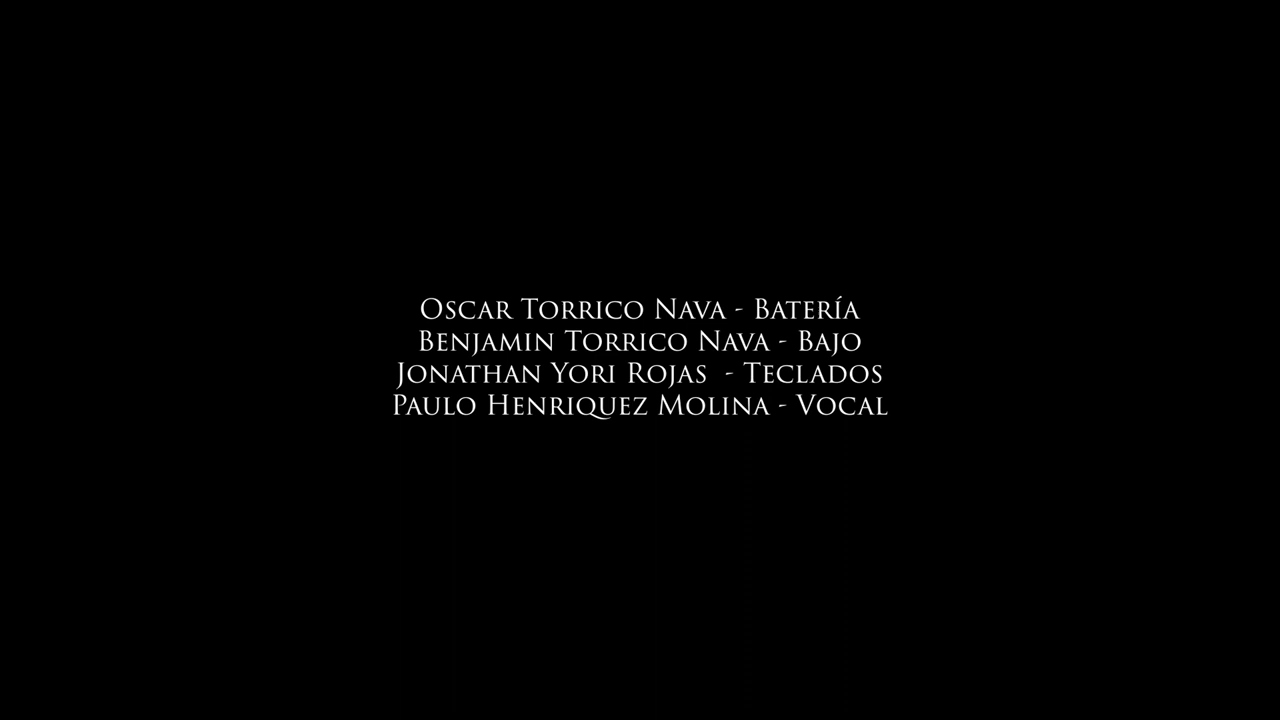 Oscar Torrico Nava - Batería
Benjamin Torrico Nava - Bajo
Jonathan Yori Rojas  - Teclados
Paulo Henriquez Molina - Vocal